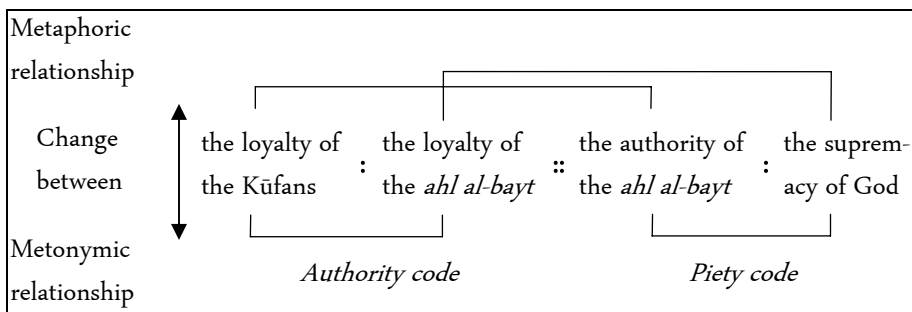 Metaphoric
relationship
Change
between
Metonymic
relationship
the loyalty of
the Kūfans
:
the loyalty of
the ahl al-bayt
::
the authority of
the ahl al-bayt
:
the suprem-
acy of God
Authority code
Piety code